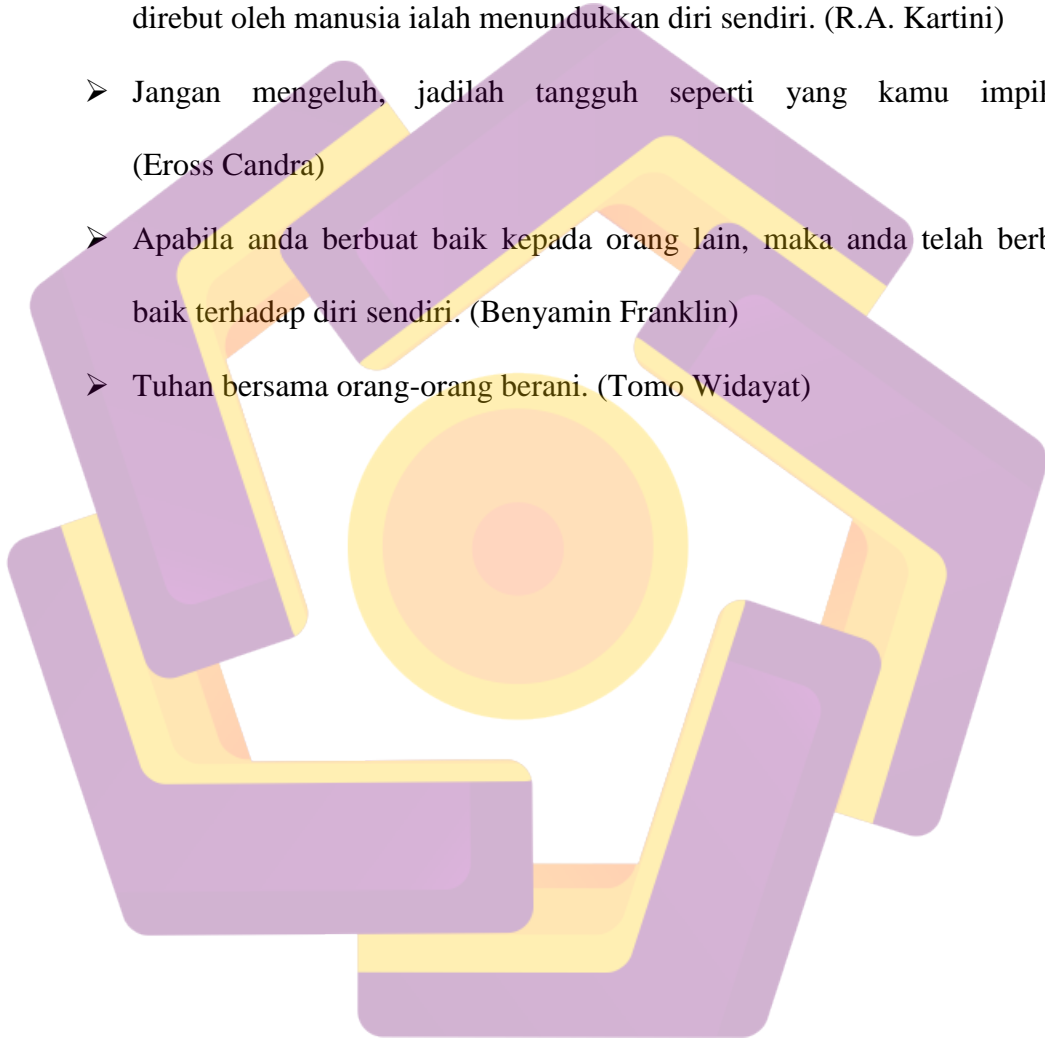 direbut oleh manusia ialah menundukkan diri sendiri. (R.A. Kartini)
➢ Jangan mengeluh, jadilah tangguh seperti yang kamu
(Eross Candra)
➢ Apabila anda berbuat baik kepada orang lain, maka anda telah
baik terhadap diri sendiri. (Benyamin Franklin)
➢ Tuhan bersama orang-orang berani. (Tomo Widayat)